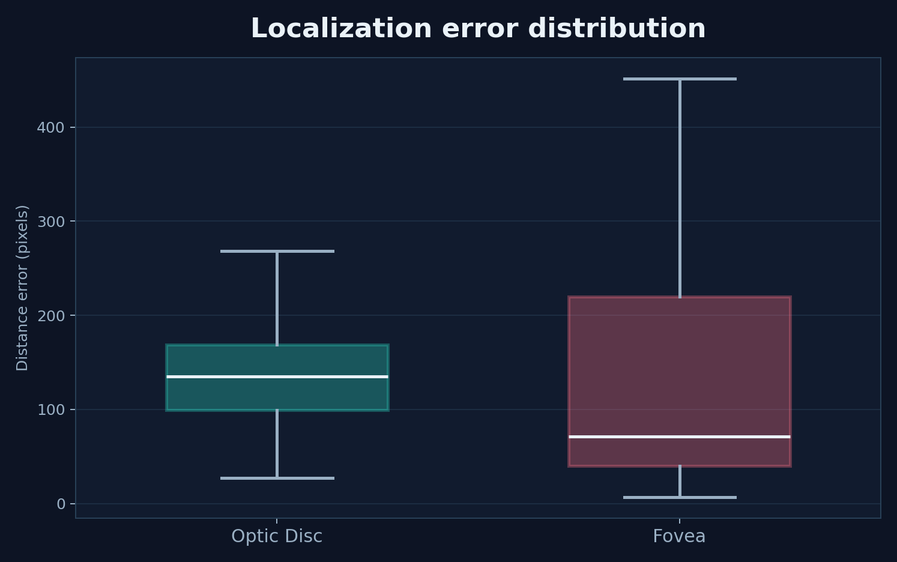 Localization error distribution
Distance error (pixels)
400
300
200
100
0
Optic Disc
Fovea